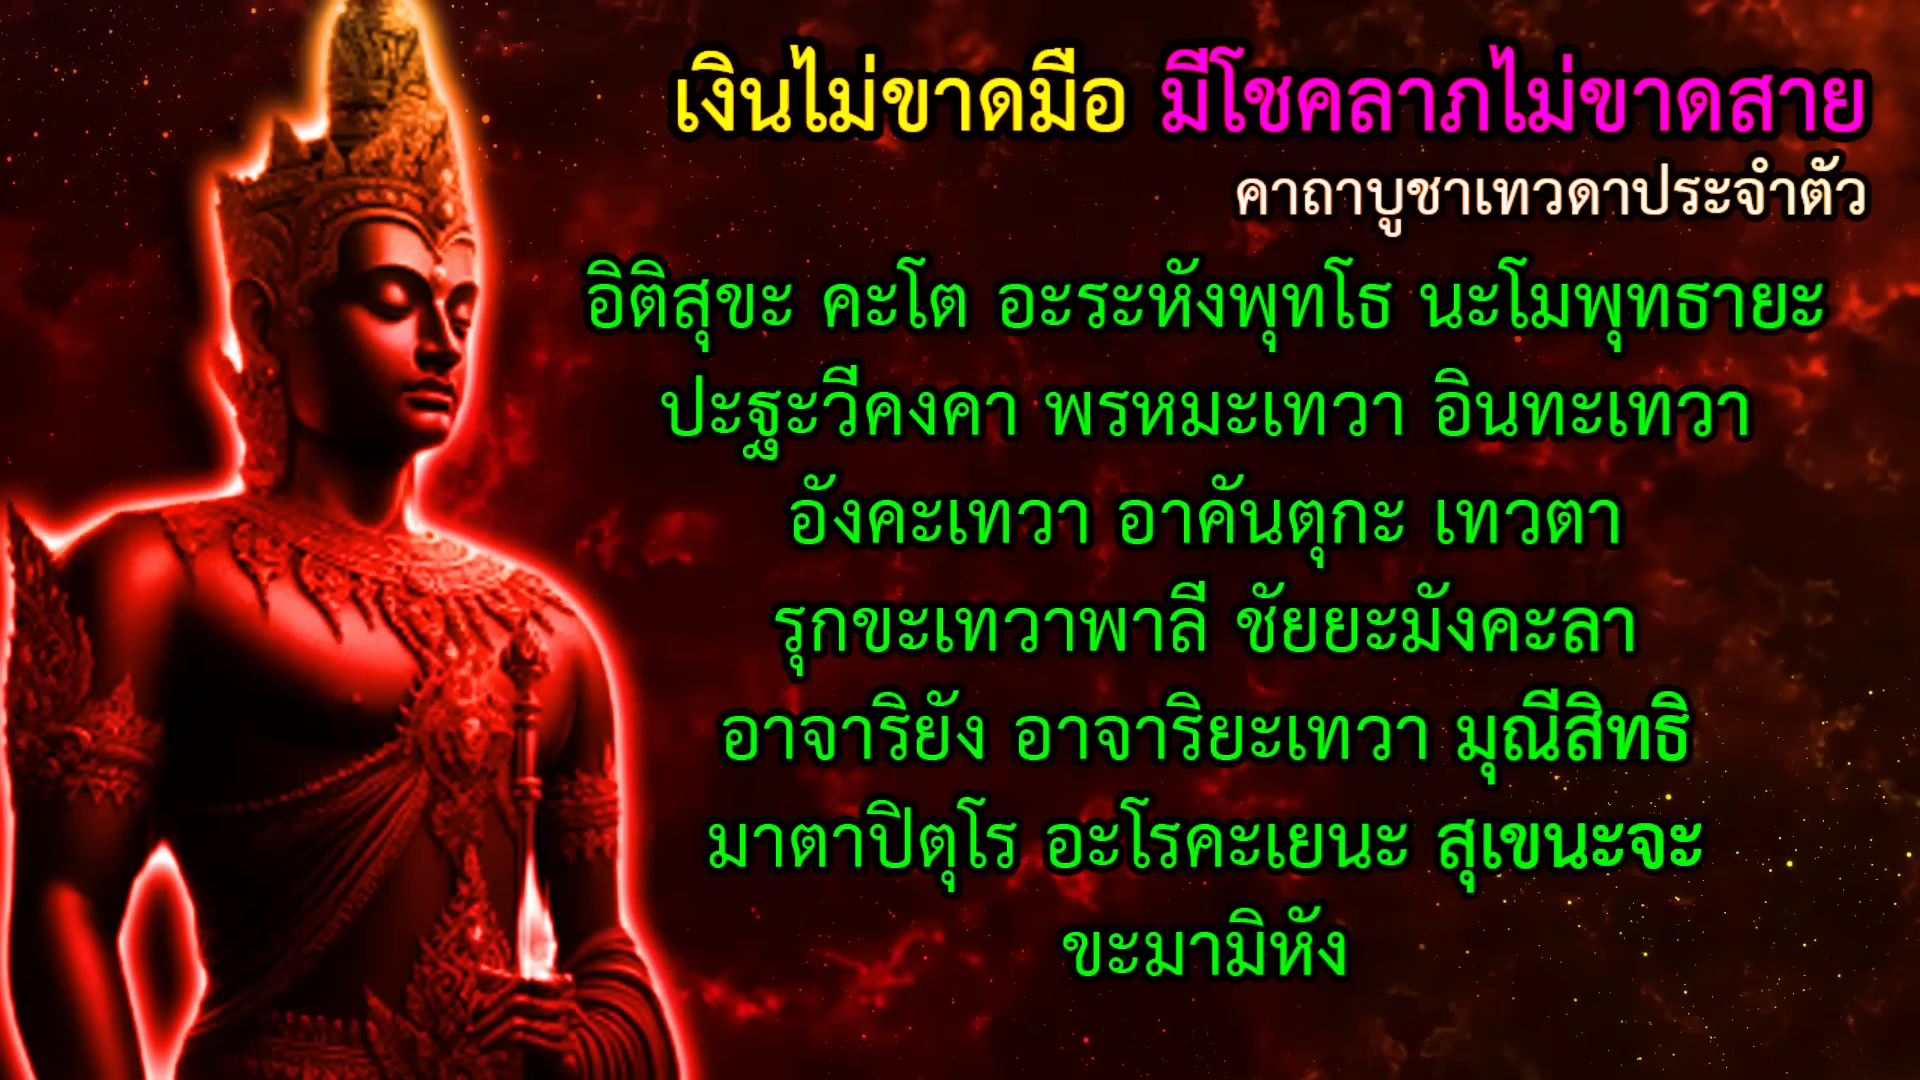 เงินไม่ขาดมือ มีโชคลาภไม่ขาดสาย
คาถาบูชาเทวดาประจำตัว
อิติสุขะ คะโต อะระหังพุทโธ นะโมพุทธายะ
ปะฐะวีคงคา พรหมะเทวา อินทะเทวา
อังคะเทวา อาคันตุกะ เทวตา
รุกขะเทวาพาลี ชัยยะมังคะลา
อาจาริยัง อาจาริยะเทวา มุณีสิทธิ
มาตาปิตุโร อะโรคะเยนะ สุเขนะจะ
ขะมามิหัง